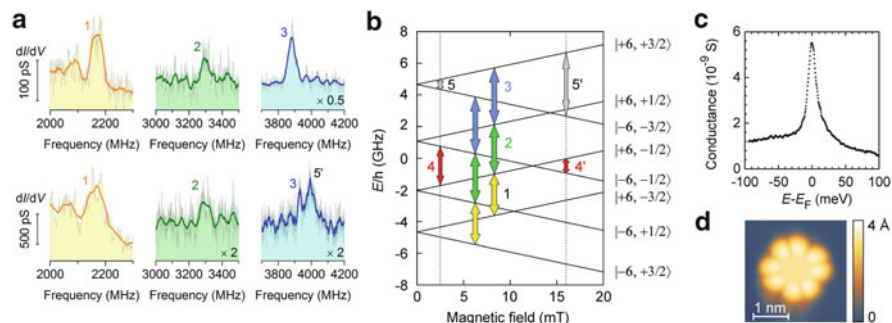 a
dI/dV
100 pS
1
2
3
× 0.5
2000 2200
3000 3200 3400
3800 4000 4200
Frequency (MHz) Frequency (MHz) Frequency (MHz)
dI/dV
500 pS
1
2
× 2
3
5'
× 2
2000 2200
3000 3200 3400
3800 4000 4200
Frequency (MHz) Frequency (MHz) Frequency (MHz)
b
E/h (GHz)
8
6
4
2
0
-2
-4
-6
-8
0 5 10 15 20
Magnetic field (mT)
5
3
5'
2
4
4'
1
|+6, +3/2⟩
|+6, +1/2⟩
|−6, −3/2⟩
|+6, −1/2⟩
|−6, −1/2⟩
|+6, −3/2⟩
|−6, +1/2⟩
|−6, +3/2⟩
c
Conductance (10⁻⁹ S)
6
4
2
0
-100 -50 0 50 100
E-E_F (meV)
d
1 nm
4 Å
0